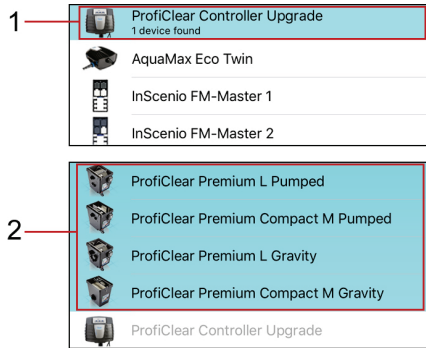 1
ProfiClear Controller Upgrade
1 device found
AquaMax Eco Twin
InScenio FM-Master 1
InScenio FM-Master 2
2
ProfiClear Premium L Pumped
ProfiClear Premium Compact M Pumped
ProfiClear Premium L Gravity
ProfiClear Premium Compact M Gravity
ProfiClear Controller Upgrade